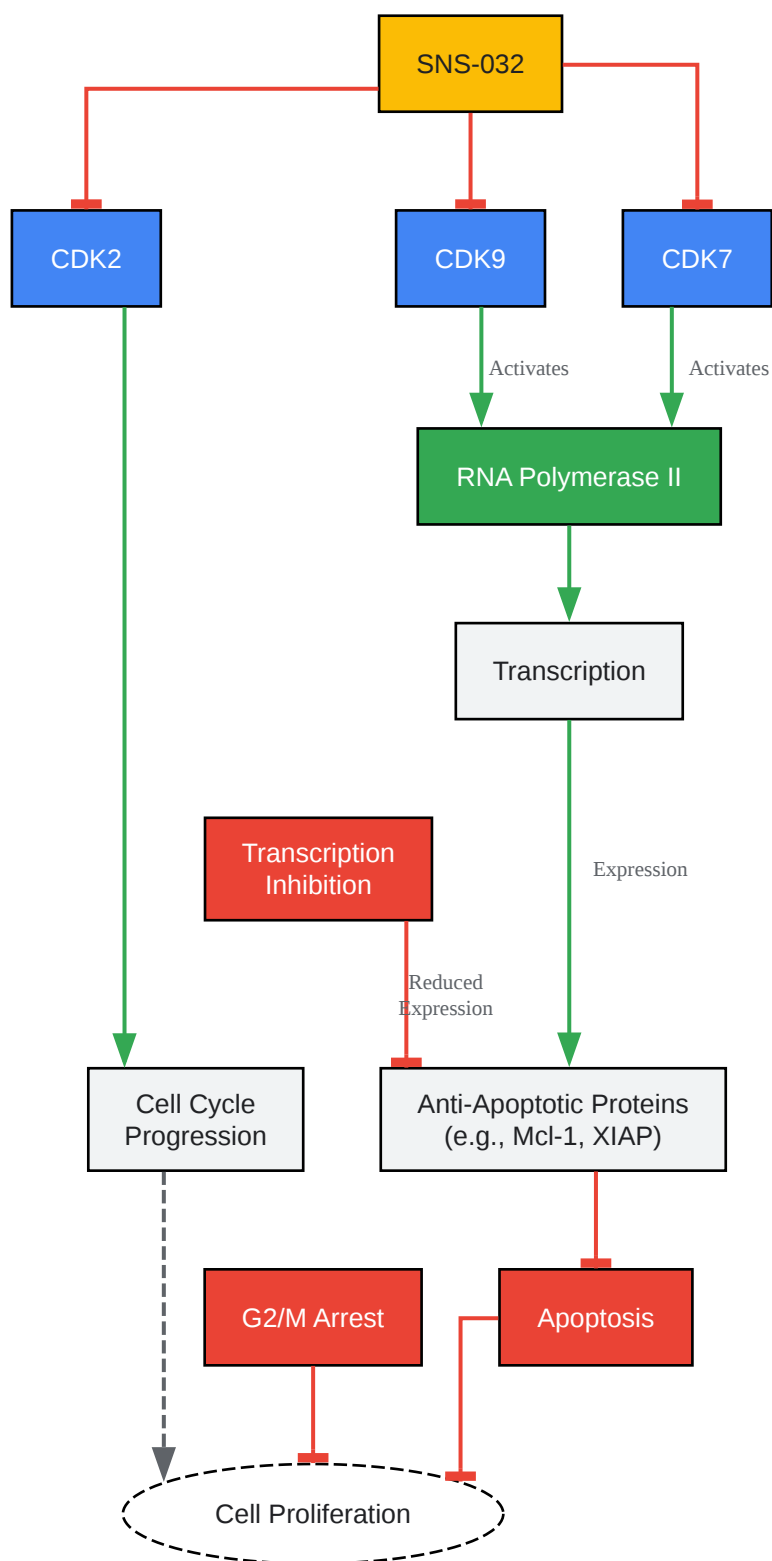 SNS-032
CDK2
CDK9
CDK7
Activates
Activates
RNA Polymerase II
Transcription
Transcription
Inhibition
Expression
Reduced
Expression
Cell Cycle
Progression
Anti-Apoptotic Proteins
(e.g., Mcl-1, XIAP)
G2/M Arrest
Apoptosis
Cell Proliferation